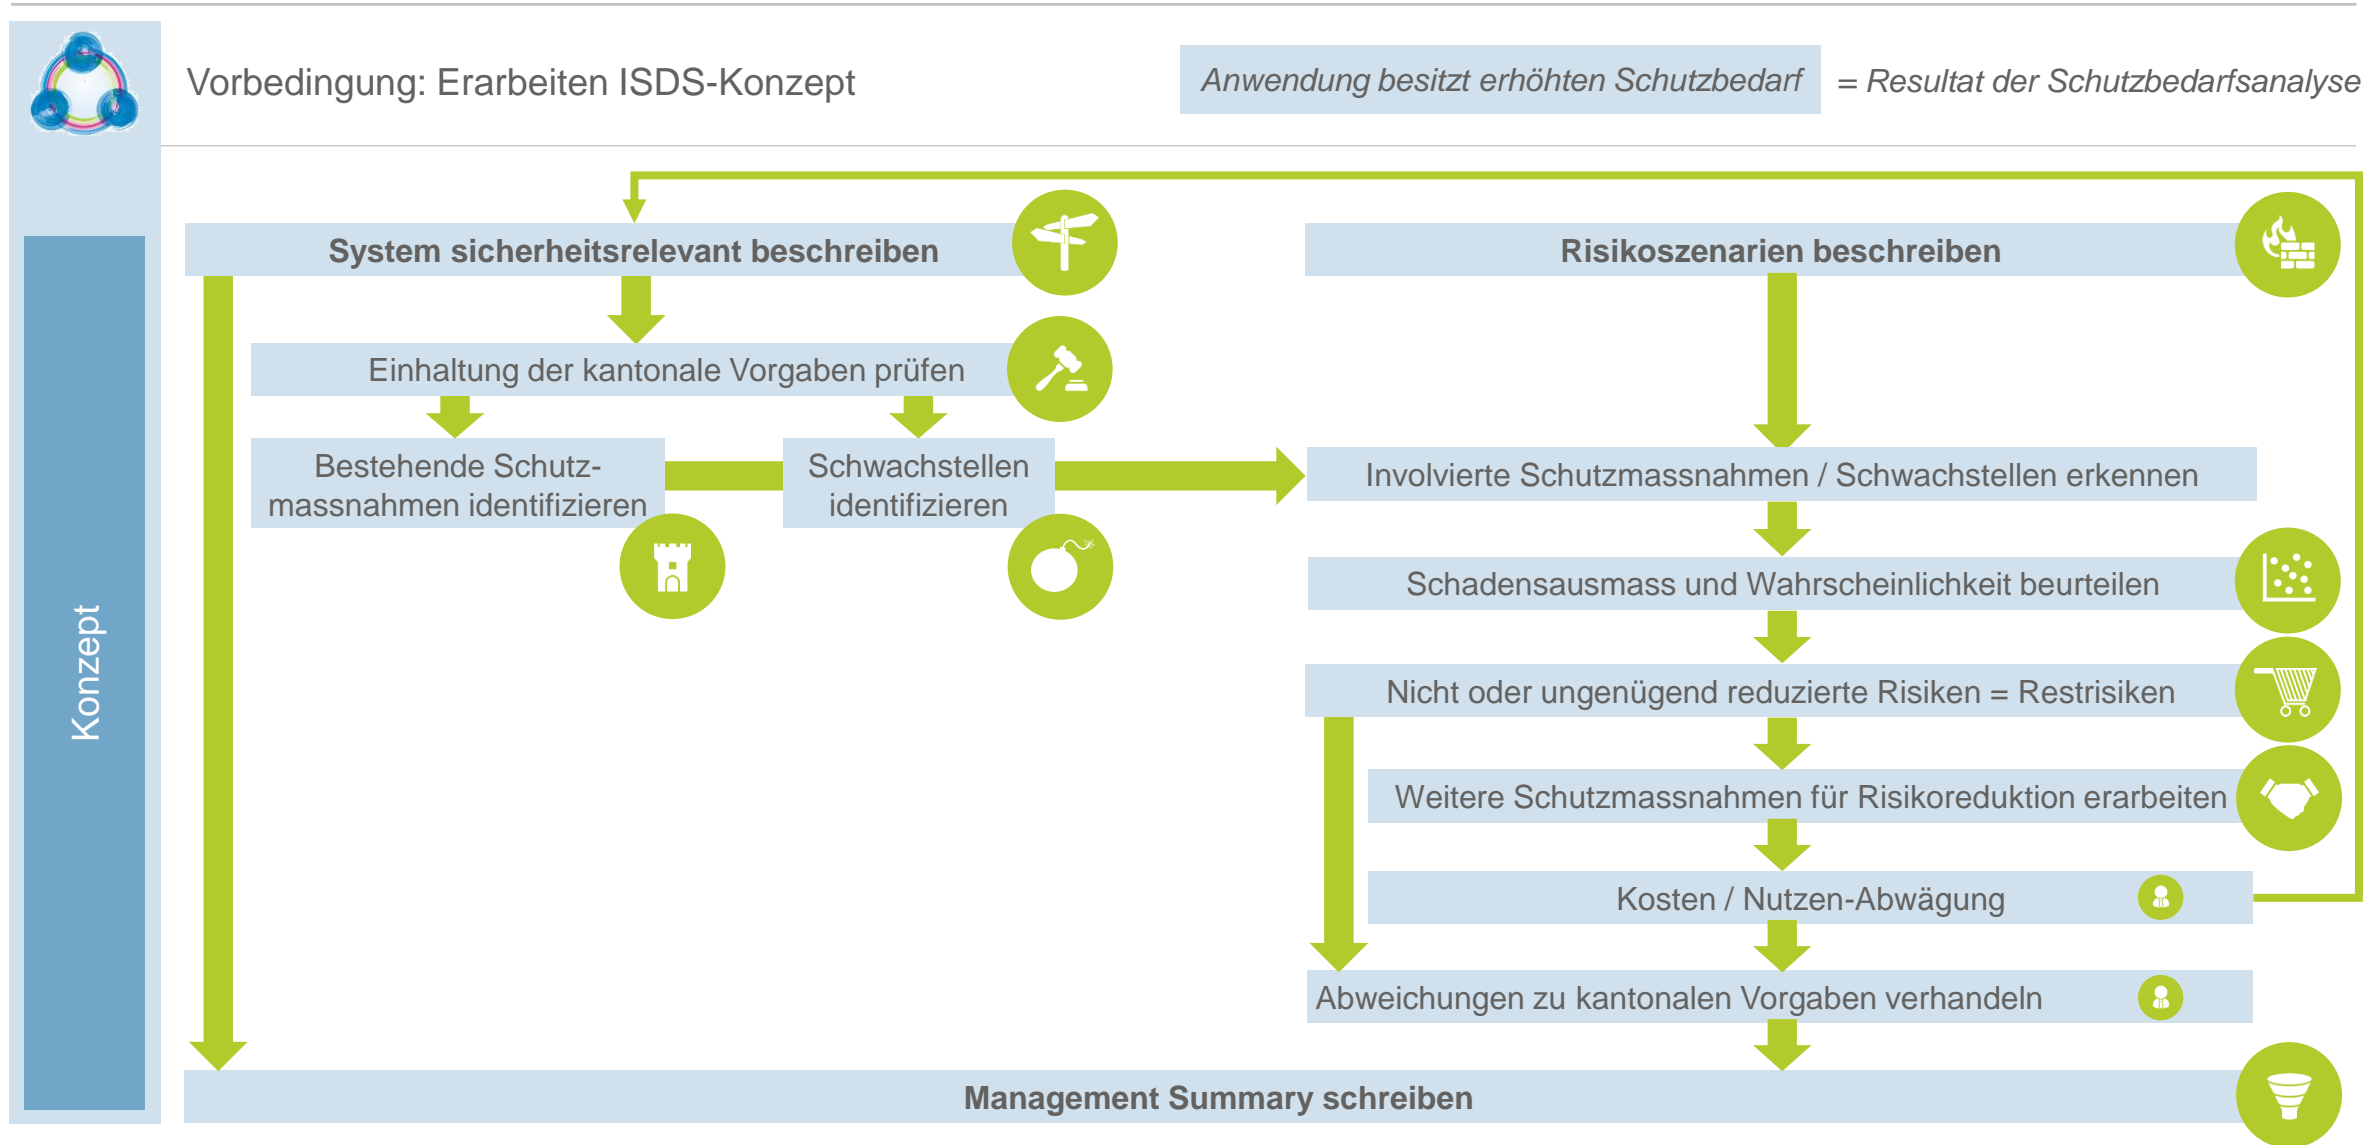 Vorbedingung: Erarbeiten ISDS-Konzept
Anwendung besitzt erhöhten Schutzbedarf
= Resultat der Schutzbedarfsanalyse
Konzept
System sicherheitsrelevant beschreiben
Einhaltung der kantonale Vorgaben prüfen
Bestehende Schutz-
massnahmen identifizieren
Schwachstellen
identifizieren
Risikoszenarien beschreiben
Involvierte Schutzmassnahmen / Schwachstellen erkennen
Schadensausmass und Wahrscheinlichkeit beurteilen
Nicht oder ungenügend reduzierte Risiken = Restrisiken
Weitere Schutzmassnahmen für Risikoreduktion erarbeiten
Kosten / Nutzen-Abwägung
Abweichungen zu kantonalen Vorgaben verhandeln
Management Summary schreiben